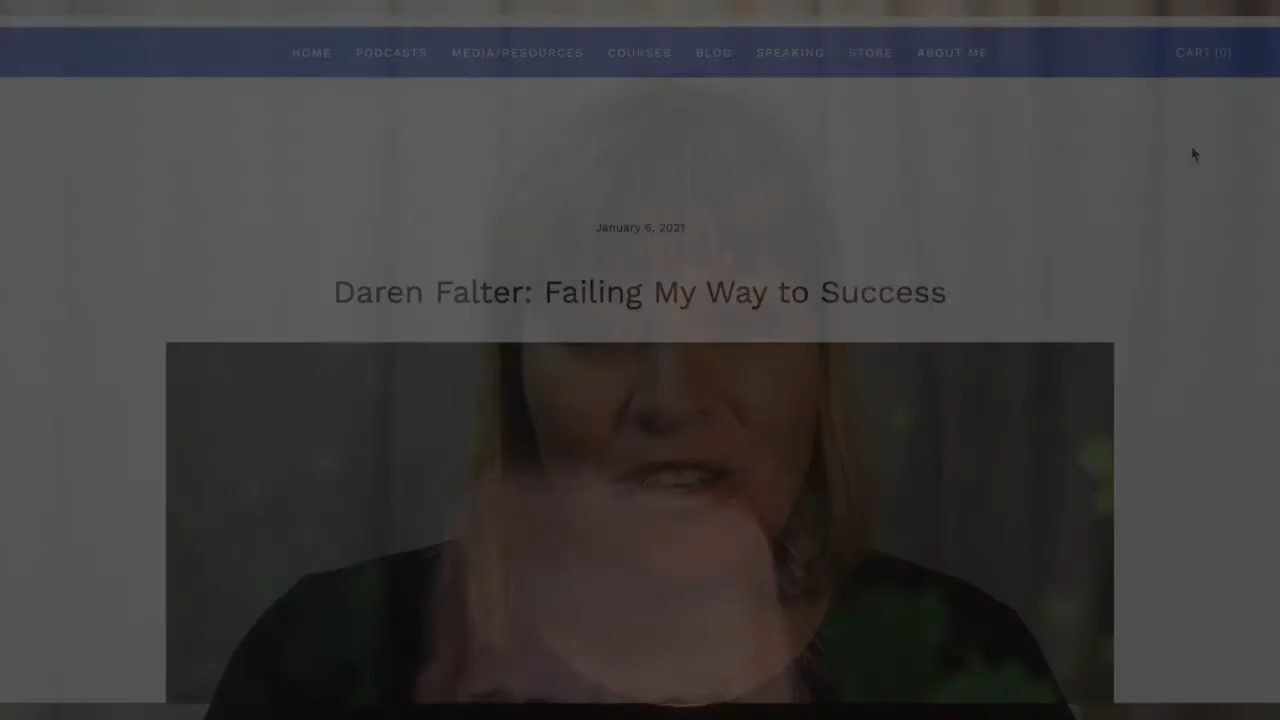 HOME PODCASTS MEDIA/RESOURCES COURSES BLOG SPEAKING STORE ABOUT ME CART (0)
January 6, 2021
Daren Falter: Failing My Way to Success